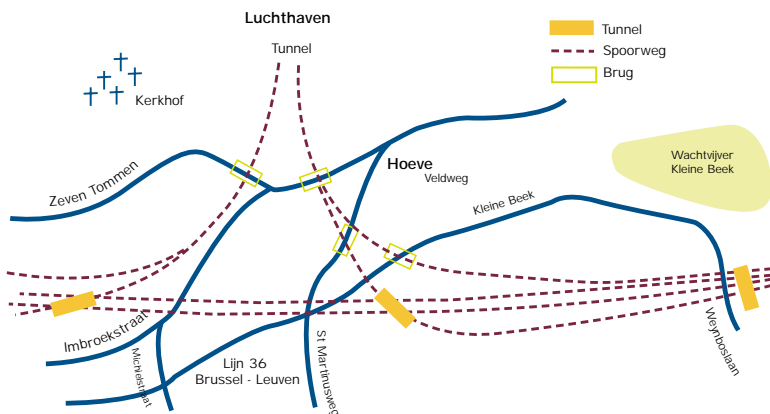 Luchthaven
Tunnel
Tunnel
Spoorweg
Brug
Kerkhof
Zeven Tommen
Hoeve
Veldweg
Wachtvijver
Kleine Beek
Kleine Beek
Imbroekstraat
Michielstraat
Lijn 36
Brussel - Leuven
St Martinusweg
Weynboslaan